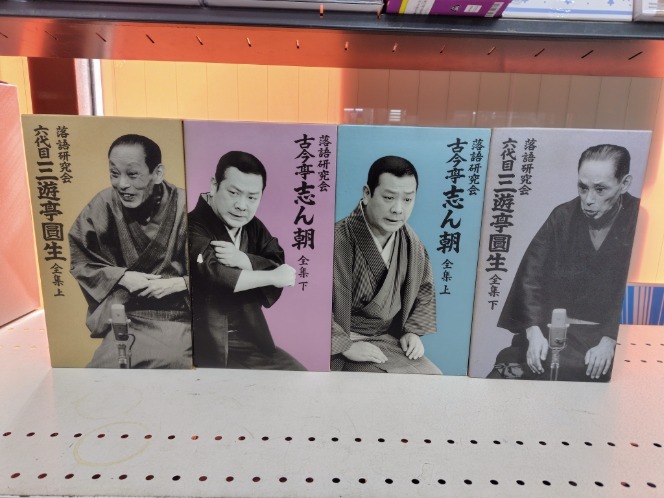 落語研究会
六代目 三遊亭圓生 全集 上
落語研究会
古今亭志ん朝 全集 下
落語研究会
古今亭志ん朝 全集 上
落語研究会
六代目 三遊亭圓生 全集 下